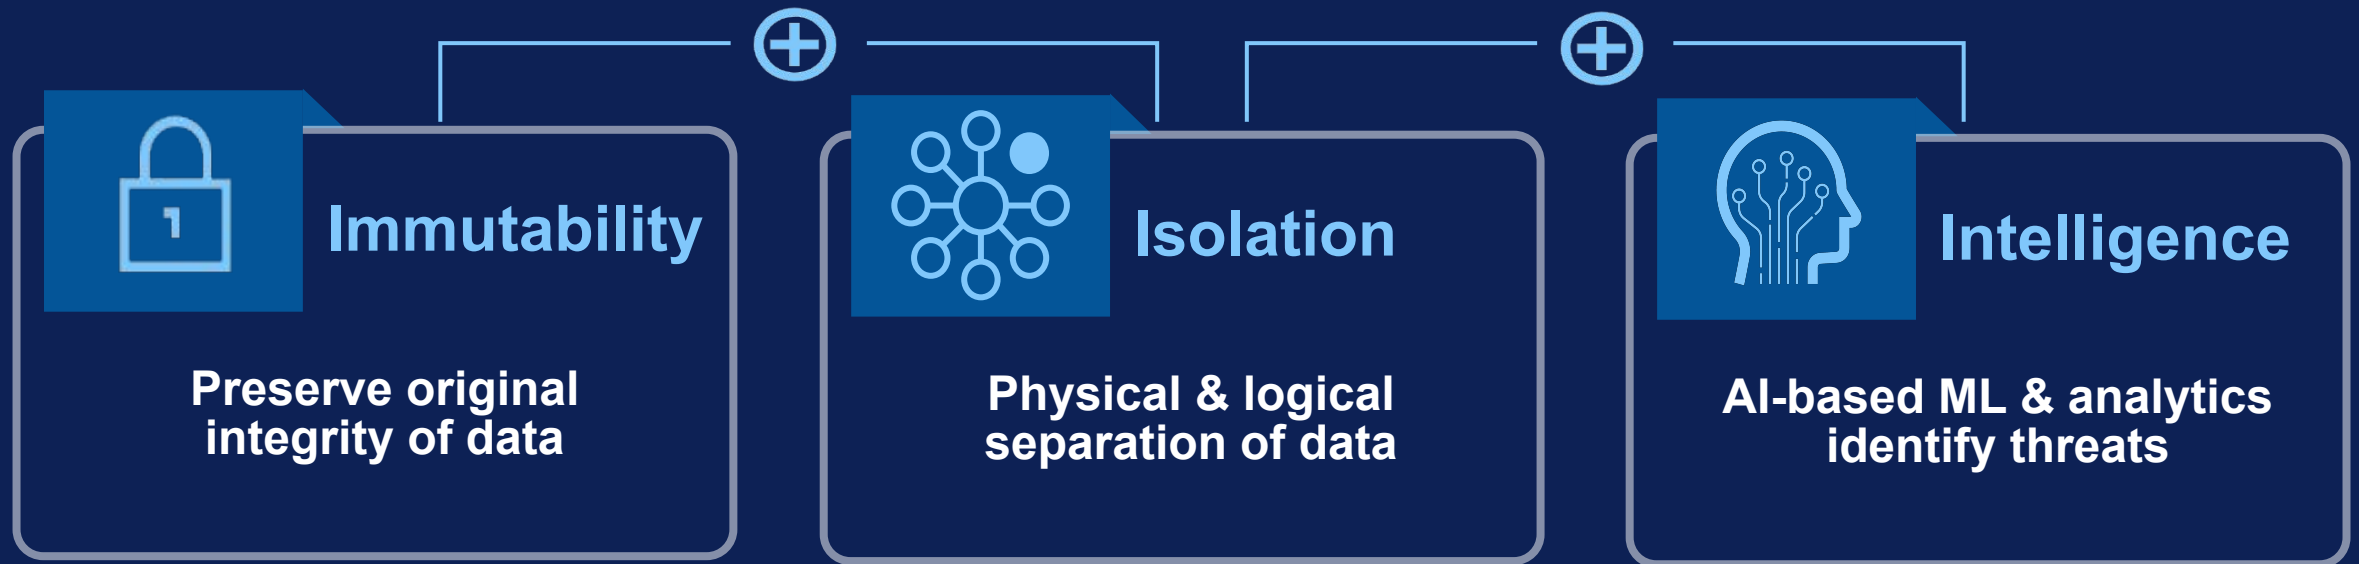 1
Immutability
Preserve original
integrity of data
Isolation
Physical & logical
separation of data
Intelligence
AI-based ML & analytics
identify threats